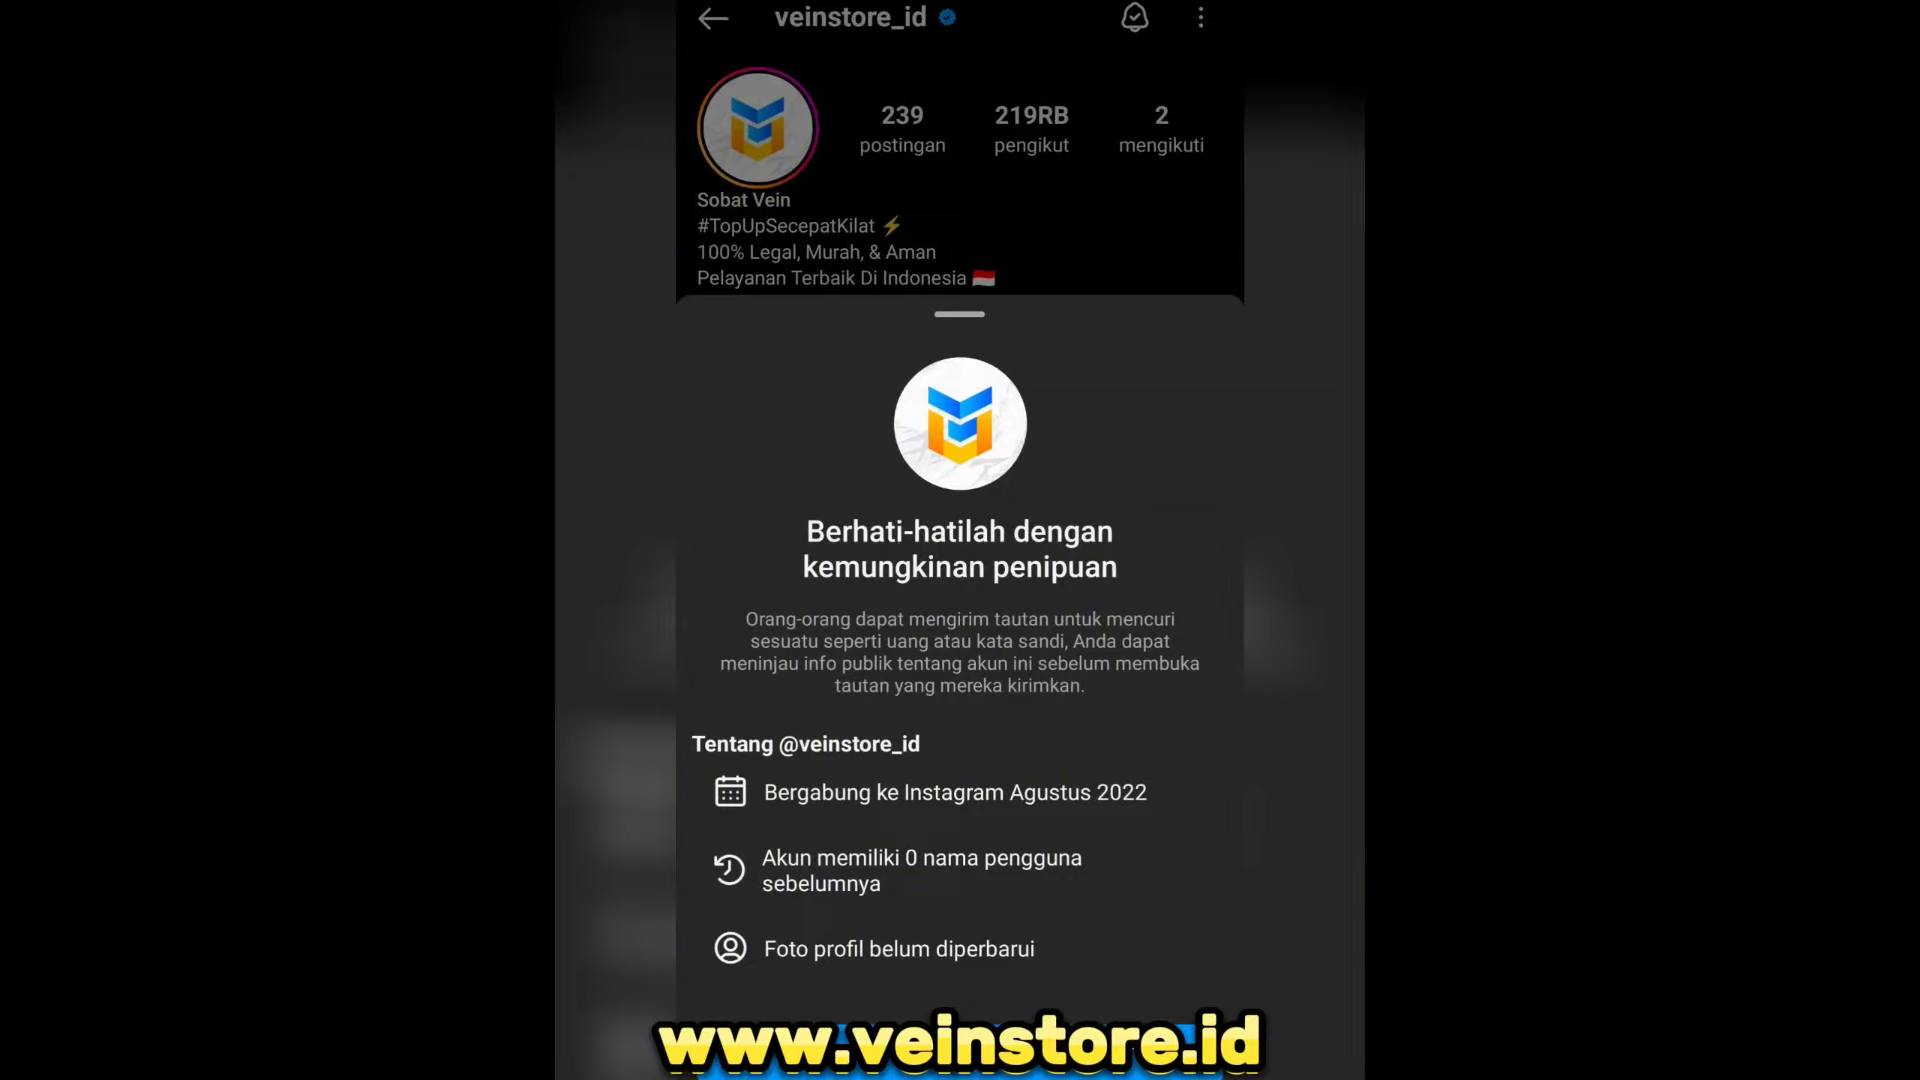 veinstore_id
239
219RB
2
postingan
pengikut
mengikuti
Sobat Vein
#TopUpSecepatKilat ⚡
100% Legal, Murah, & Aman
Pelayanan Terbaik Di Indonesia 🇮🇩
Berhati-hatilah dengan
kemungkinan penipuan
Orang-orang dapat mengirim tautan untuk mencuri
sesuatu seperti uang atau kata sandi, Anda dapat
meninjau info publik tentang akun ini sebelum membuka
tautan yang mereka kirimkan.
Tentang @veinstore_id
Bergabung ke Instagram Agustus 2022
Akun memiliki 0 nama pengguna
sebelumnya
Foto profil belum diperbarui
www.veinstore.id